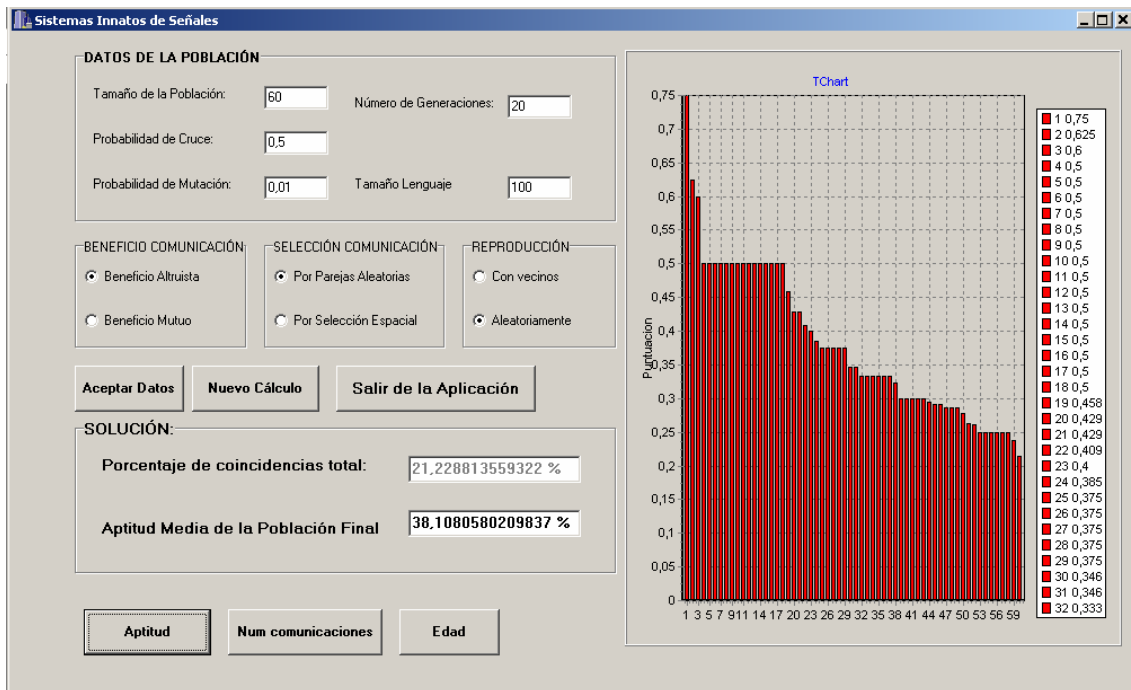 Sistemas Innatos de Señales
DATOS DE LA POBLACIÓN
Tamaño de la Población: 60
Número de Generaciones: 20
Probabilidad de Cruce: 0,5
Probabilidad de Mutación: 0,01
Tamaño Lenguaje 100
BENEFICIO COMUNICACIÓN
Beneficio Altruista
Beneficio Mutuo
SELECCIÓN COMUNICACIÓN
Por Parejas Aleatorias
Por Selección Espacial
REPRODUCCIÓN
Con vecinos
Aleatoriamente
Aceptar Datos
Nuevo Cálculo
Salir de la Aplicación
SOLUCIÓN:
Porcentaje de coincidencias total: 21,228813559322 %
Aptitud Media de la Población Final 38,1080580209837 %
Aptitud
Num comunicaciones
Edad
TChart
Puntuacion
0,75
0,7
0,65
0,6
0,55
0,5
0,45
0,4
0,35
0,3
0,25
0,2
0,15
0,1
0,05
0
1 3 5 7 9 11 14 17 20 23 26 29 32 35 38 41 44 47 50 53 56 59
1 0,75
2 0,625
3 0,6
4 0,5
5 0,5
6 0,5
7 0,5
8 0,5
9 0,5
10 0,5
11 0,5
12 0,5
13 0,5
14 0,5
15 0,5
16 0,5
17 0,5
18 0,5
19 0,458
20 0,429
21 0,429
22 0,409
23 0,4
24 0,385
25 0,375
26 0,375
27 0,375
28 0,375
29 0,375
30 0,346
31 0,346
32 0,333